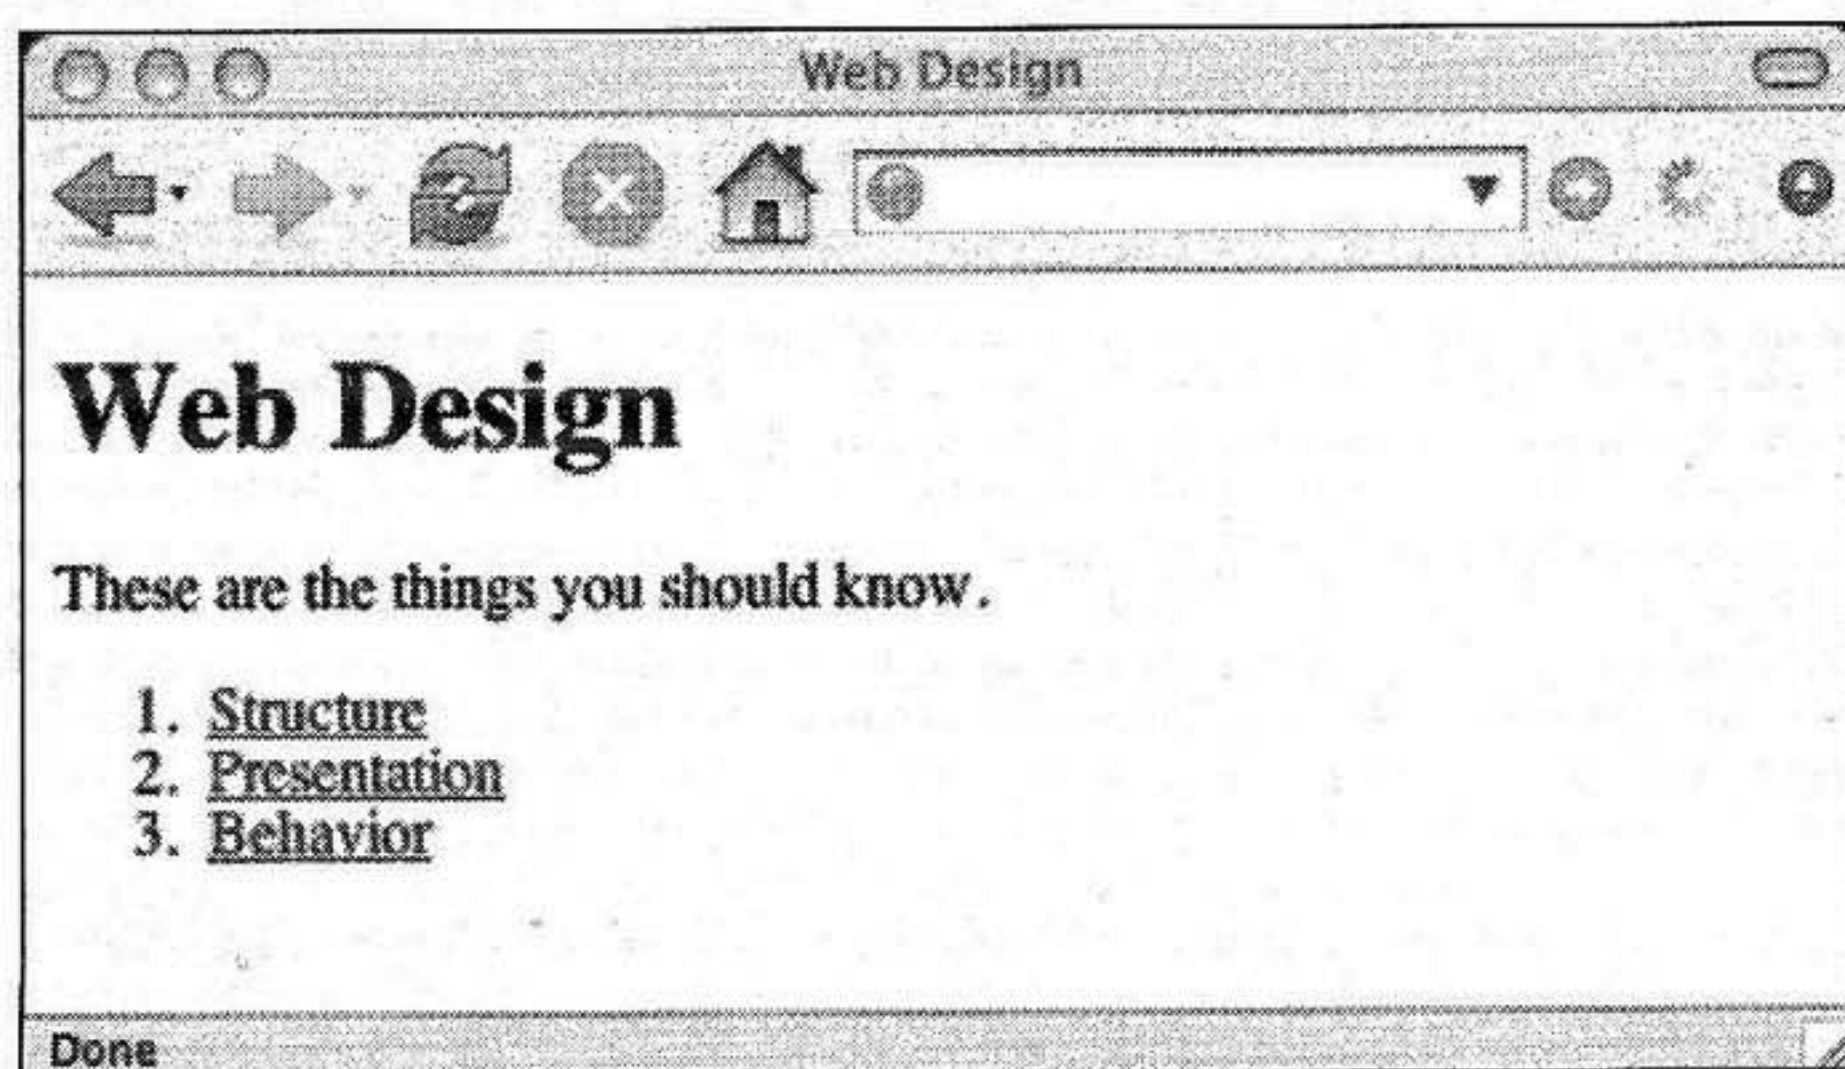 Web Design
Web Design
These are the things you should know.
1. Structure
2. Presentation
3. Behavior
Done